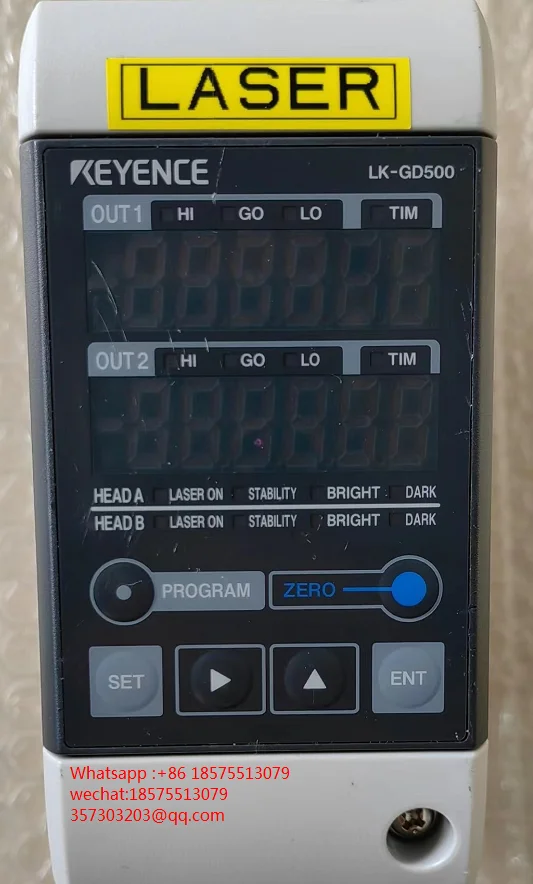 LASER
KEYENCE LK-GD500
OUT1 HI GO LO TIM
OUT2 HI GO LO TIM
HEAD A LASER ON STABILITY BRIGHT DARK
HEAD B LASER ON STABILITY BRIGHT DARK
PROGRAM ZERO
SET ENT
Whatsapp :+86 18575513079
wechat:18575513079
357303203@qq.com